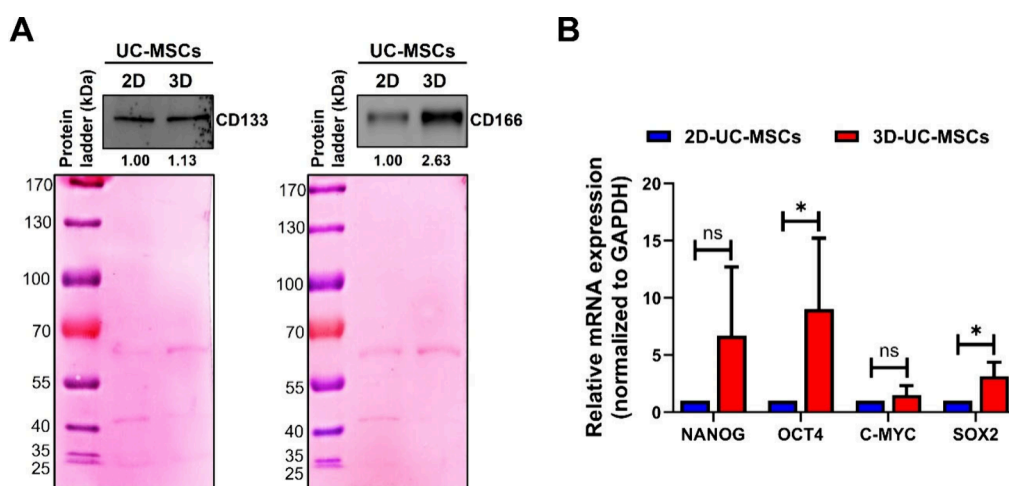 A
UC-MSCs
2D 3D
Protein
ladder (kDa)
CD133
1.00 1.13
170
130
100
70
55
40
35
25
UC-MSCs
2D 3D
Protein
ladder (kDa)
CD166
1.00 2.63
170
130
100
70
55
40
35
25
B
2D-UC-MSCs 3D-UC-MSCs
Relative mRNA expression
(normalized to GAPDH)
20
15
10
5
0
ns
*
ns
*
NANOG OCT4 C-MYC SOX2